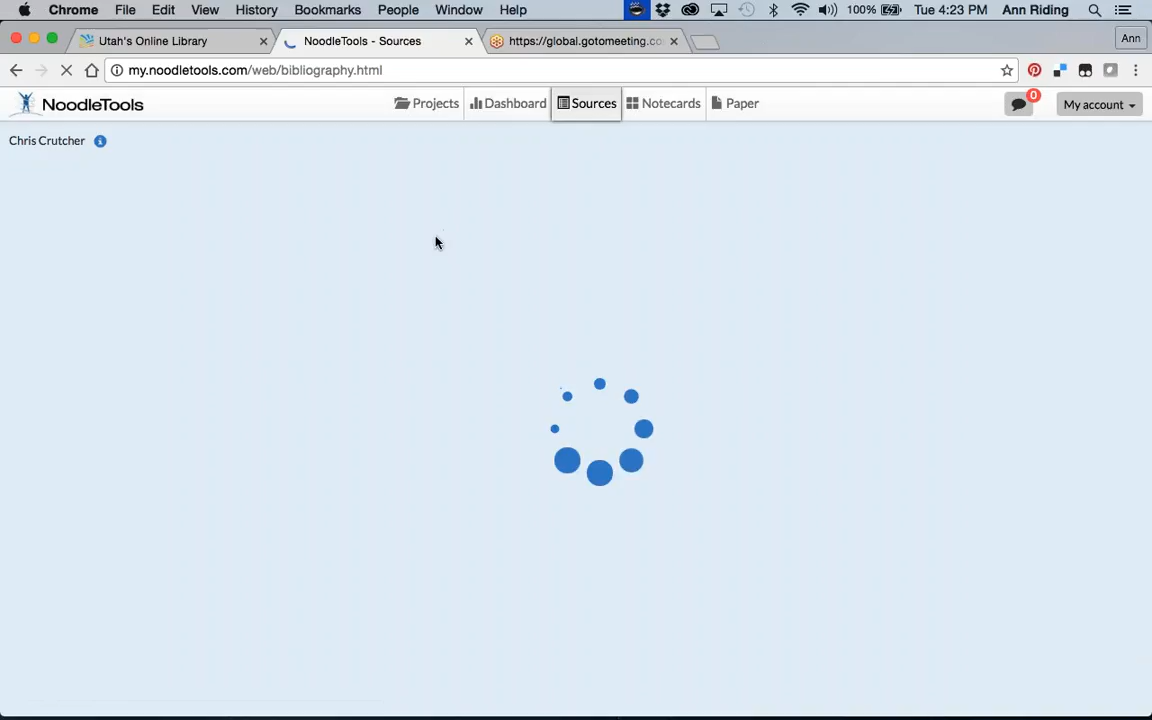 Chrome File Edit View History Bookmarks People Window Help 100% Tue 4:23 PM Ann Riding
Utah's Online Library NoodleTools - Sources https://global.gotomeeting.co Ann
my.noodletools.com/web/bibliography.html
NoodleTools Projects Dashboard Sources Notecards Paper 0 My account
Chris Crutcher